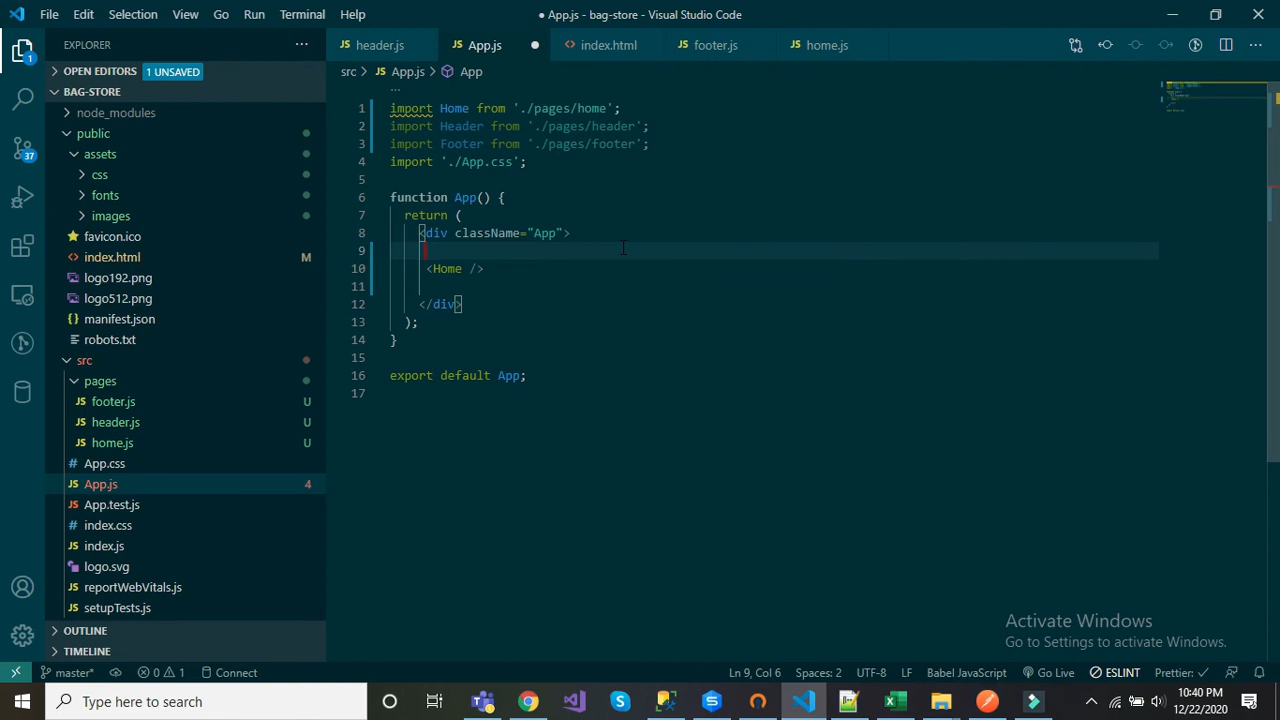 File Edit Selection View Go Run Terminal Help
● App.js - bag-store - Visual Studio Code
EXPLORER
header.js App.js index.html footer.js home.js
OPEN EDITORS 1 UNSAVED
src App.js App
BAG-STORE
node_modules
public
assets
css
fonts
images
favicon.ico
index.html M
logo192.png
logo512.png
manifest.json
robots.txt
src
pages
footer.js U
header.js U
home.js U
App.css
App.js 4
App.test.js
index.css
index.js
logo.svg
reportWebVitals.js
setupTests.js
OUTLINE
TIMELINE
1
37
1 import Home from './pages/home';
2 import Header from './pages/header';
3 import Footer from './pages/footer';
4 import './App.css';
5
6 function App() {
7 return (
8 <div className="App">
9
10 <Home />
11
12 </div>
13 );
14 }
15
16 export default App;
17
Activate Windows
Go to Settings to activate Windows.
master* 0 1 Connect Ln 9, Col 6 Spaces: 2 UTF-8 LF Babel JavaScript Go Live ESLINT Prettier: ✓
Type here to search
10:40 PM
12/22/2020